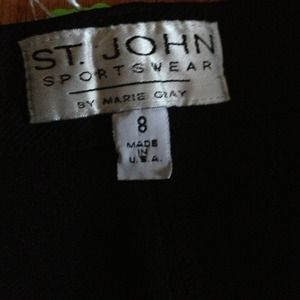 ST. JOHN
SPORTSWEAR
BY MARIE GRAY
8
MADE
IN
U.S.A.